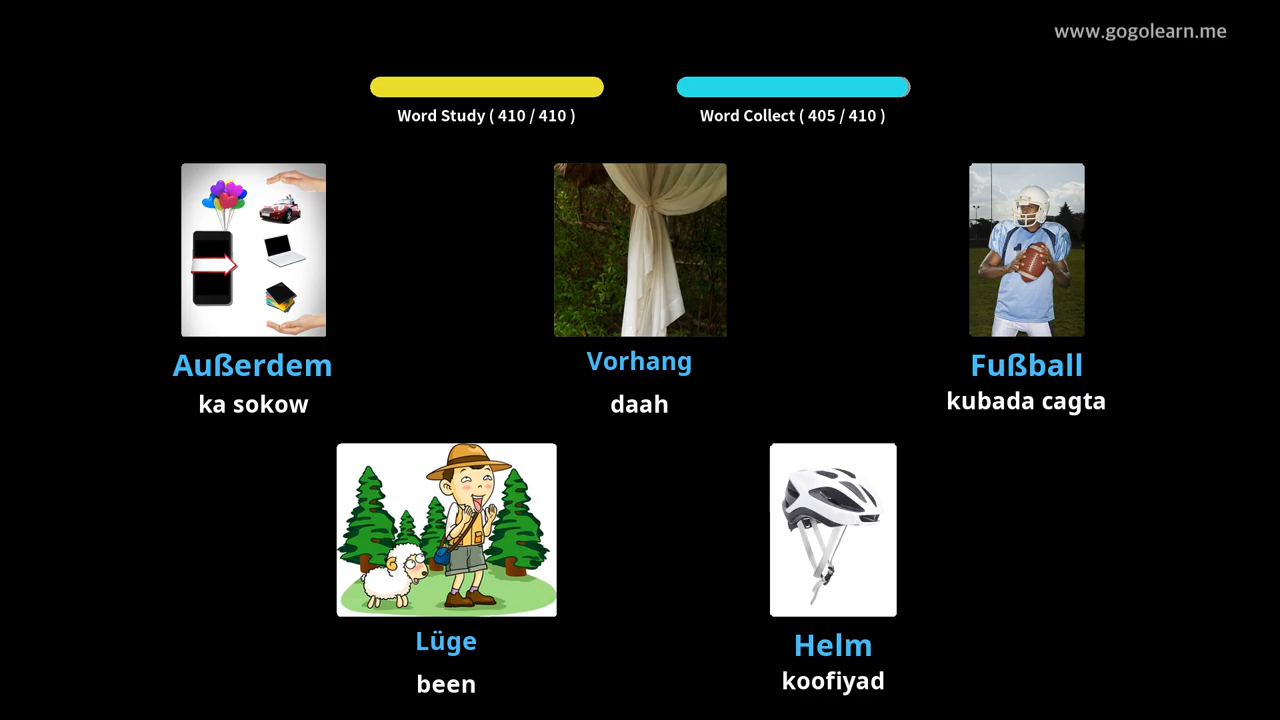 www.gogolearn.me
Word Study ( 410 / 410 )
Word Collect ( 405 / 410 )
Außerdem
ka sokow
Vorhang
daah
Fußball
kubada cagta
Lüge
been
Helm
koofiyad